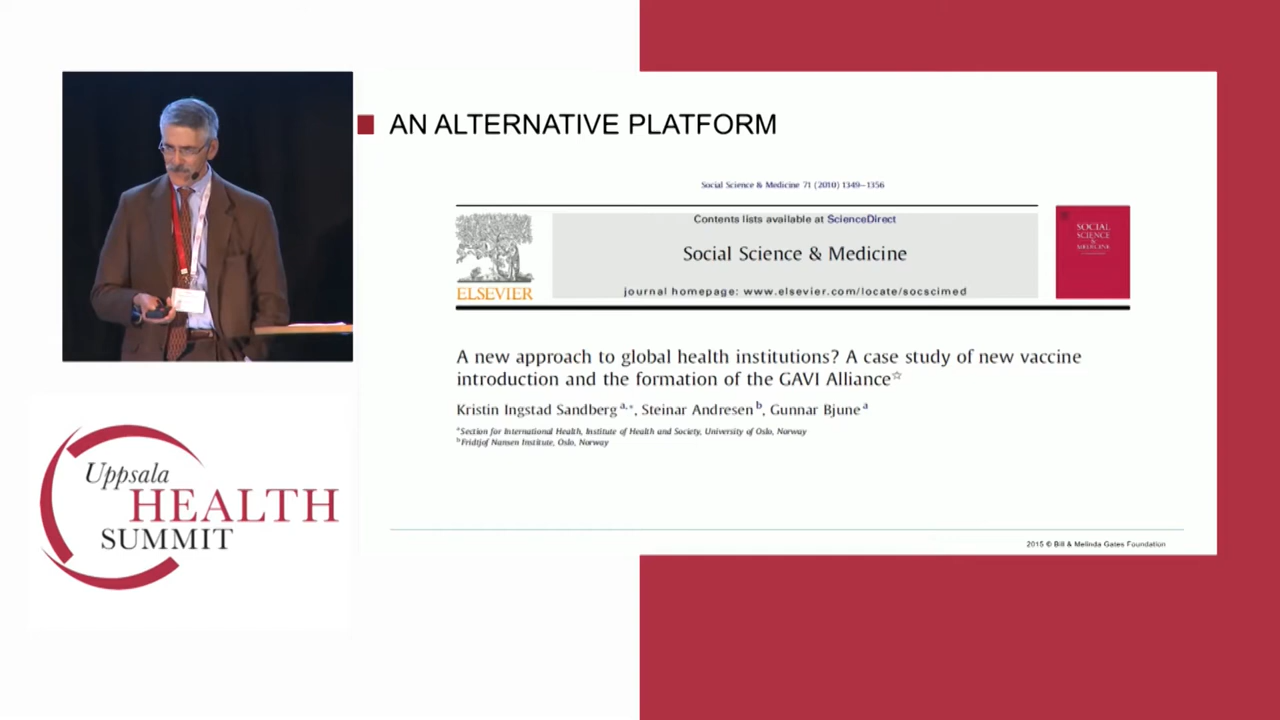 AN ALTERNATIVE PLATFORM
Social Science & Medicine 71 (2010) 1349–1356
Contents lists available at ScienceDirect
Social Science & Medicine
journal homepage: www.elsevier.com/locate/socscimed
ELSEVIER
SOCIAL
SCIENCE
&
MEDICINE
A new approach to global health institutions? A case study of new vaccine
introduction and the formation of the GAVI Alliance☆
Kristin Ingstad Sandberg a,*, Steinar Andresen b, Gunnar Bjune a
a Section for International Health, Institute of Health and Society, University of Oslo, Norway
b Fridtjof Nansen Institute, Oslo, Norway
2015 © Bill & Melinda Gates Foundation
Uppsala
HEALTH
SUMMIT